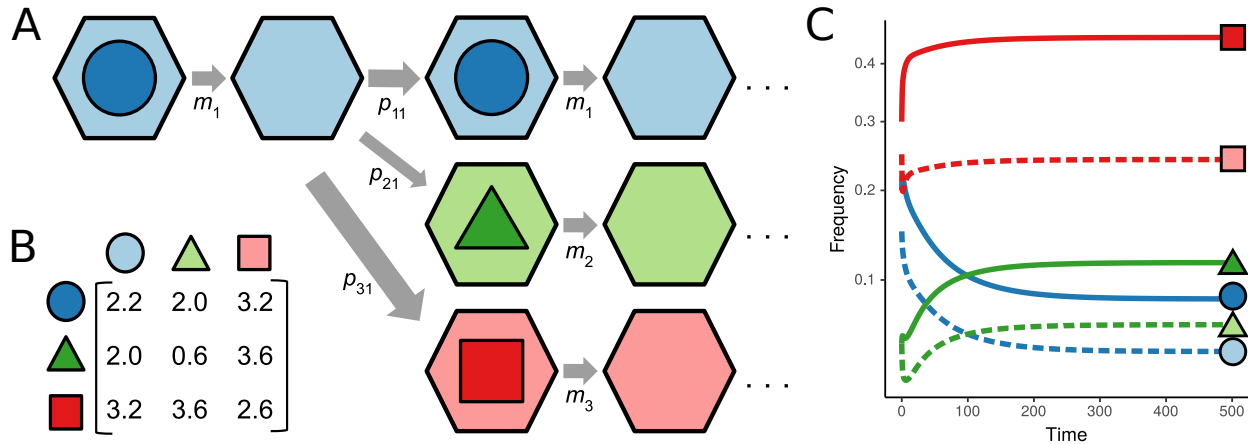 A
m₁
p₁₁
m₁
. . .
p₂₁
m₂
. . .
p₃₁
m₃
. . .
B
2.2 2.0 3.2
2.0 0.6 3.6
3.2 3.6 2.6
C
Frequency
0.4
0.3
0.2
0.1
0 100 200 300 400 500
Time